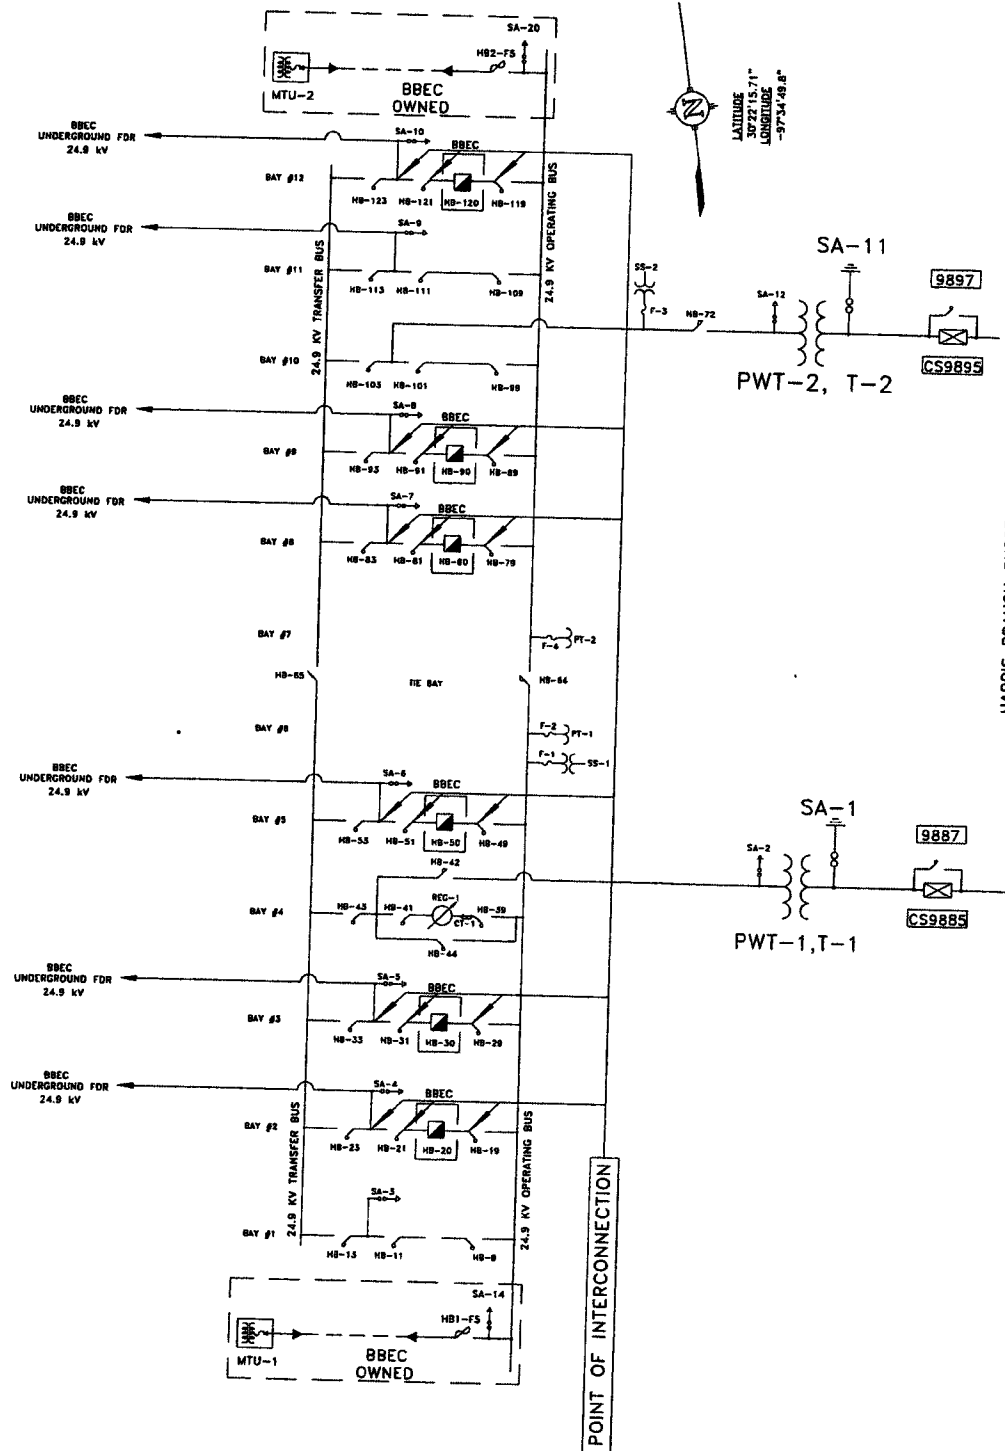 SA-20
HB2-FS
MTU-2
BBEC
OWNED
LATITUDE
30°22'15.71"
LONGITUDE
-97°34'49.8"
N
BBEC
UNDERGROUND FDR
24.9 kV
SA-10
BBEC
BAY #12
HB-123
HB-121
HB-120
HB-119
BBEC
UNDERGROUND FDR
24.9 kV
SA-9
BAY #11
HB-113
HB-111
HB-109
24.9 KV TRANSFER BUS
24.9 KV OPERATING BUS
SS-2
F-3
HB-72
SA-12
SA-11
9897
CS9895
PWT-2, T-2
BAY #10
HB-103
HB-101
HB-99
BBEC
UNDERGROUND FDR
24.9 kV
SA-8
BBEC
BAY #9
HB-93
HB-91
HB-90
HB-89
BBEC
UNDERGROUND FDR
24.9 kV
SA-7
BBEC
BAY #8
HB-83
HB-81
HB-80
HB-79
BAY #7
F-4
PT-2
HB-65
TIE BAY
HB-64
BAY #6
F-2
PT-1
F-1
SS-1
BBEC
UNDERGROUND FDR
24.9 kV
SA-6
BBEC
BAY #5
HB-53
HB-51
HB-50
HB-49
HB-42
SA-2
SA-1
9887
CS9885
PWT-1,T-1
BAY #4
HB-43
HB-41
REG-1
CT-1
HB-39
HB-44
BBEC
UNDERGROUND FDR
24.9 kV
SA-5
BBEC
BAY #3
HB-33
HB-31
HB-30
HB-29
BBEC
UNDERGROUND FDR
24.9 kV
SA-4
BBEC
BAY #2
HB-23
HB-21
HB-20
HB-19
24.9 KV TRANSFER BUS
24.9 KV OPERATING BUS
SA-3
BAY #1
HB-13
HB-11
HB-9
POINT OF INTERCONNECTION
SA-14
HB1-FS
MTU-1
BBEC
OWNED